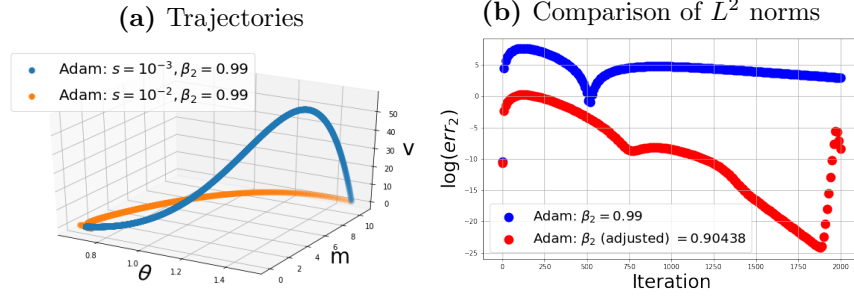 (a) Trajectories
Adam: s = 10⁻³, β₂ = 0.99
Adam: s = 10⁻², β₂ = 0.99
50
40
30
20
10
0
v
0.8
1.0
1.2
1.4
θ
0
2
4
6
8
10
m
(b) Comparison of L² norms
5
0
−5
−10
−15
−20
−25
log(err₂)
Adam: β₂ = 0.99
Adam: β₂ (adjusted) = 0.90438
0 250 500 750 1000 1250 1500 1750 2000
Iteration